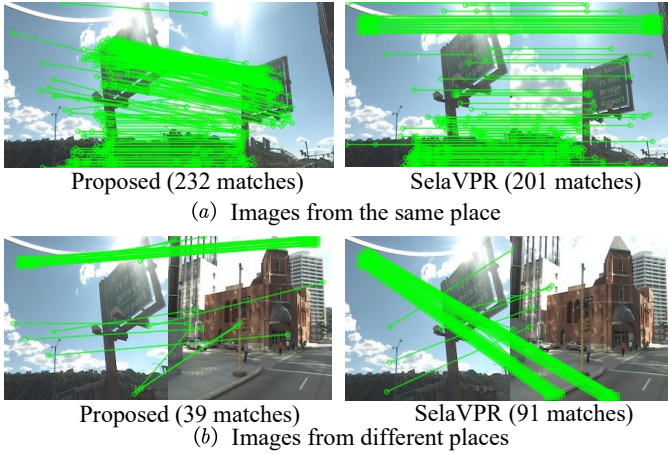 Proposed (232 matches)
SelaVPR (201 matches)
(a) Images from the same place
Proposed (39 matches)
SelaVPR (91 matches)
(b) Images from different places